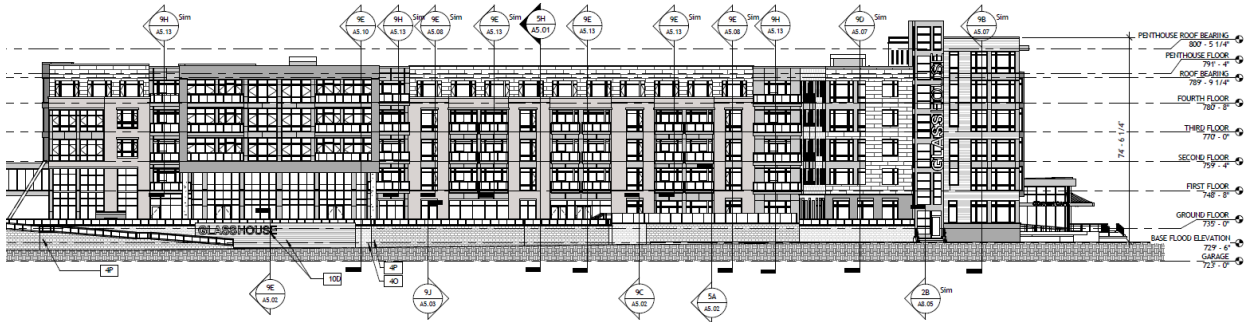 9H Sim
A5.13
9E
A5.10
9H Sim
A5.13
9E
A5.08
9E Sim
A5.13
5H
A5.01
9E
A5.13
9E Sim
A5.13
9E Sim
A5.08
9H
A5.13
9D Sim
A5.07
9B Sim
A5.07
PENTHOUSE ROOF BEARING
800' - 5 1/4"
PENTHOUSE FLOOR
791' - 4"
ROOF BEARING
789' - 9 1/4"
FOURTH FLOOR
780' - 8"
THIRD FLOOR
770' - 0"
SECOND FLOOR
759' - 4"
FIRST FLOOR
748' - 8"
GROUND FLOOR
735' - 0"
BASE FLOOD ELEVATION
729' - 6"
GARAGE
723' - 0"
74' - 6 1/4"
GLASSHOUSE
GLASSHOUSE
4P
10D
4P
4O
9E
A5.02
9J
A5.03
9C
A5.02
5A
A5.02
2B Sim
A8.05